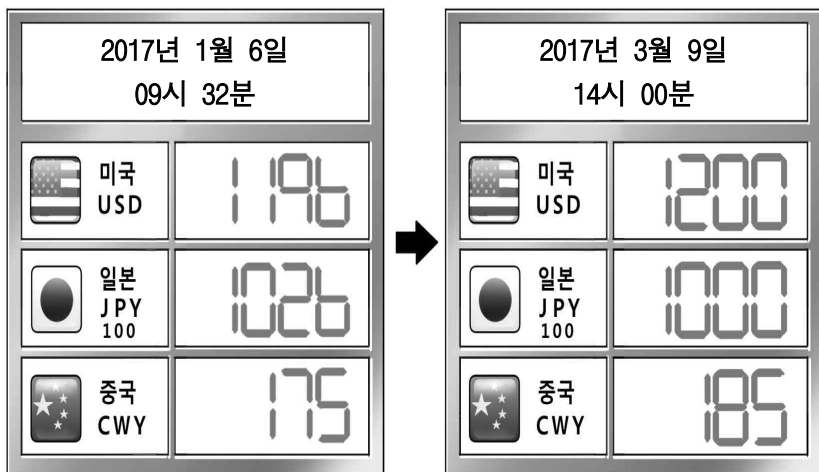 2017년 1월 6일
09시 32분
미국
USD
1196
일본
JPY
100
1026
중국
CWY
175
2017년 3월 9일
14시 00분
미국
USD
1200
일본
JPY
100
1000
중국
CWY
185